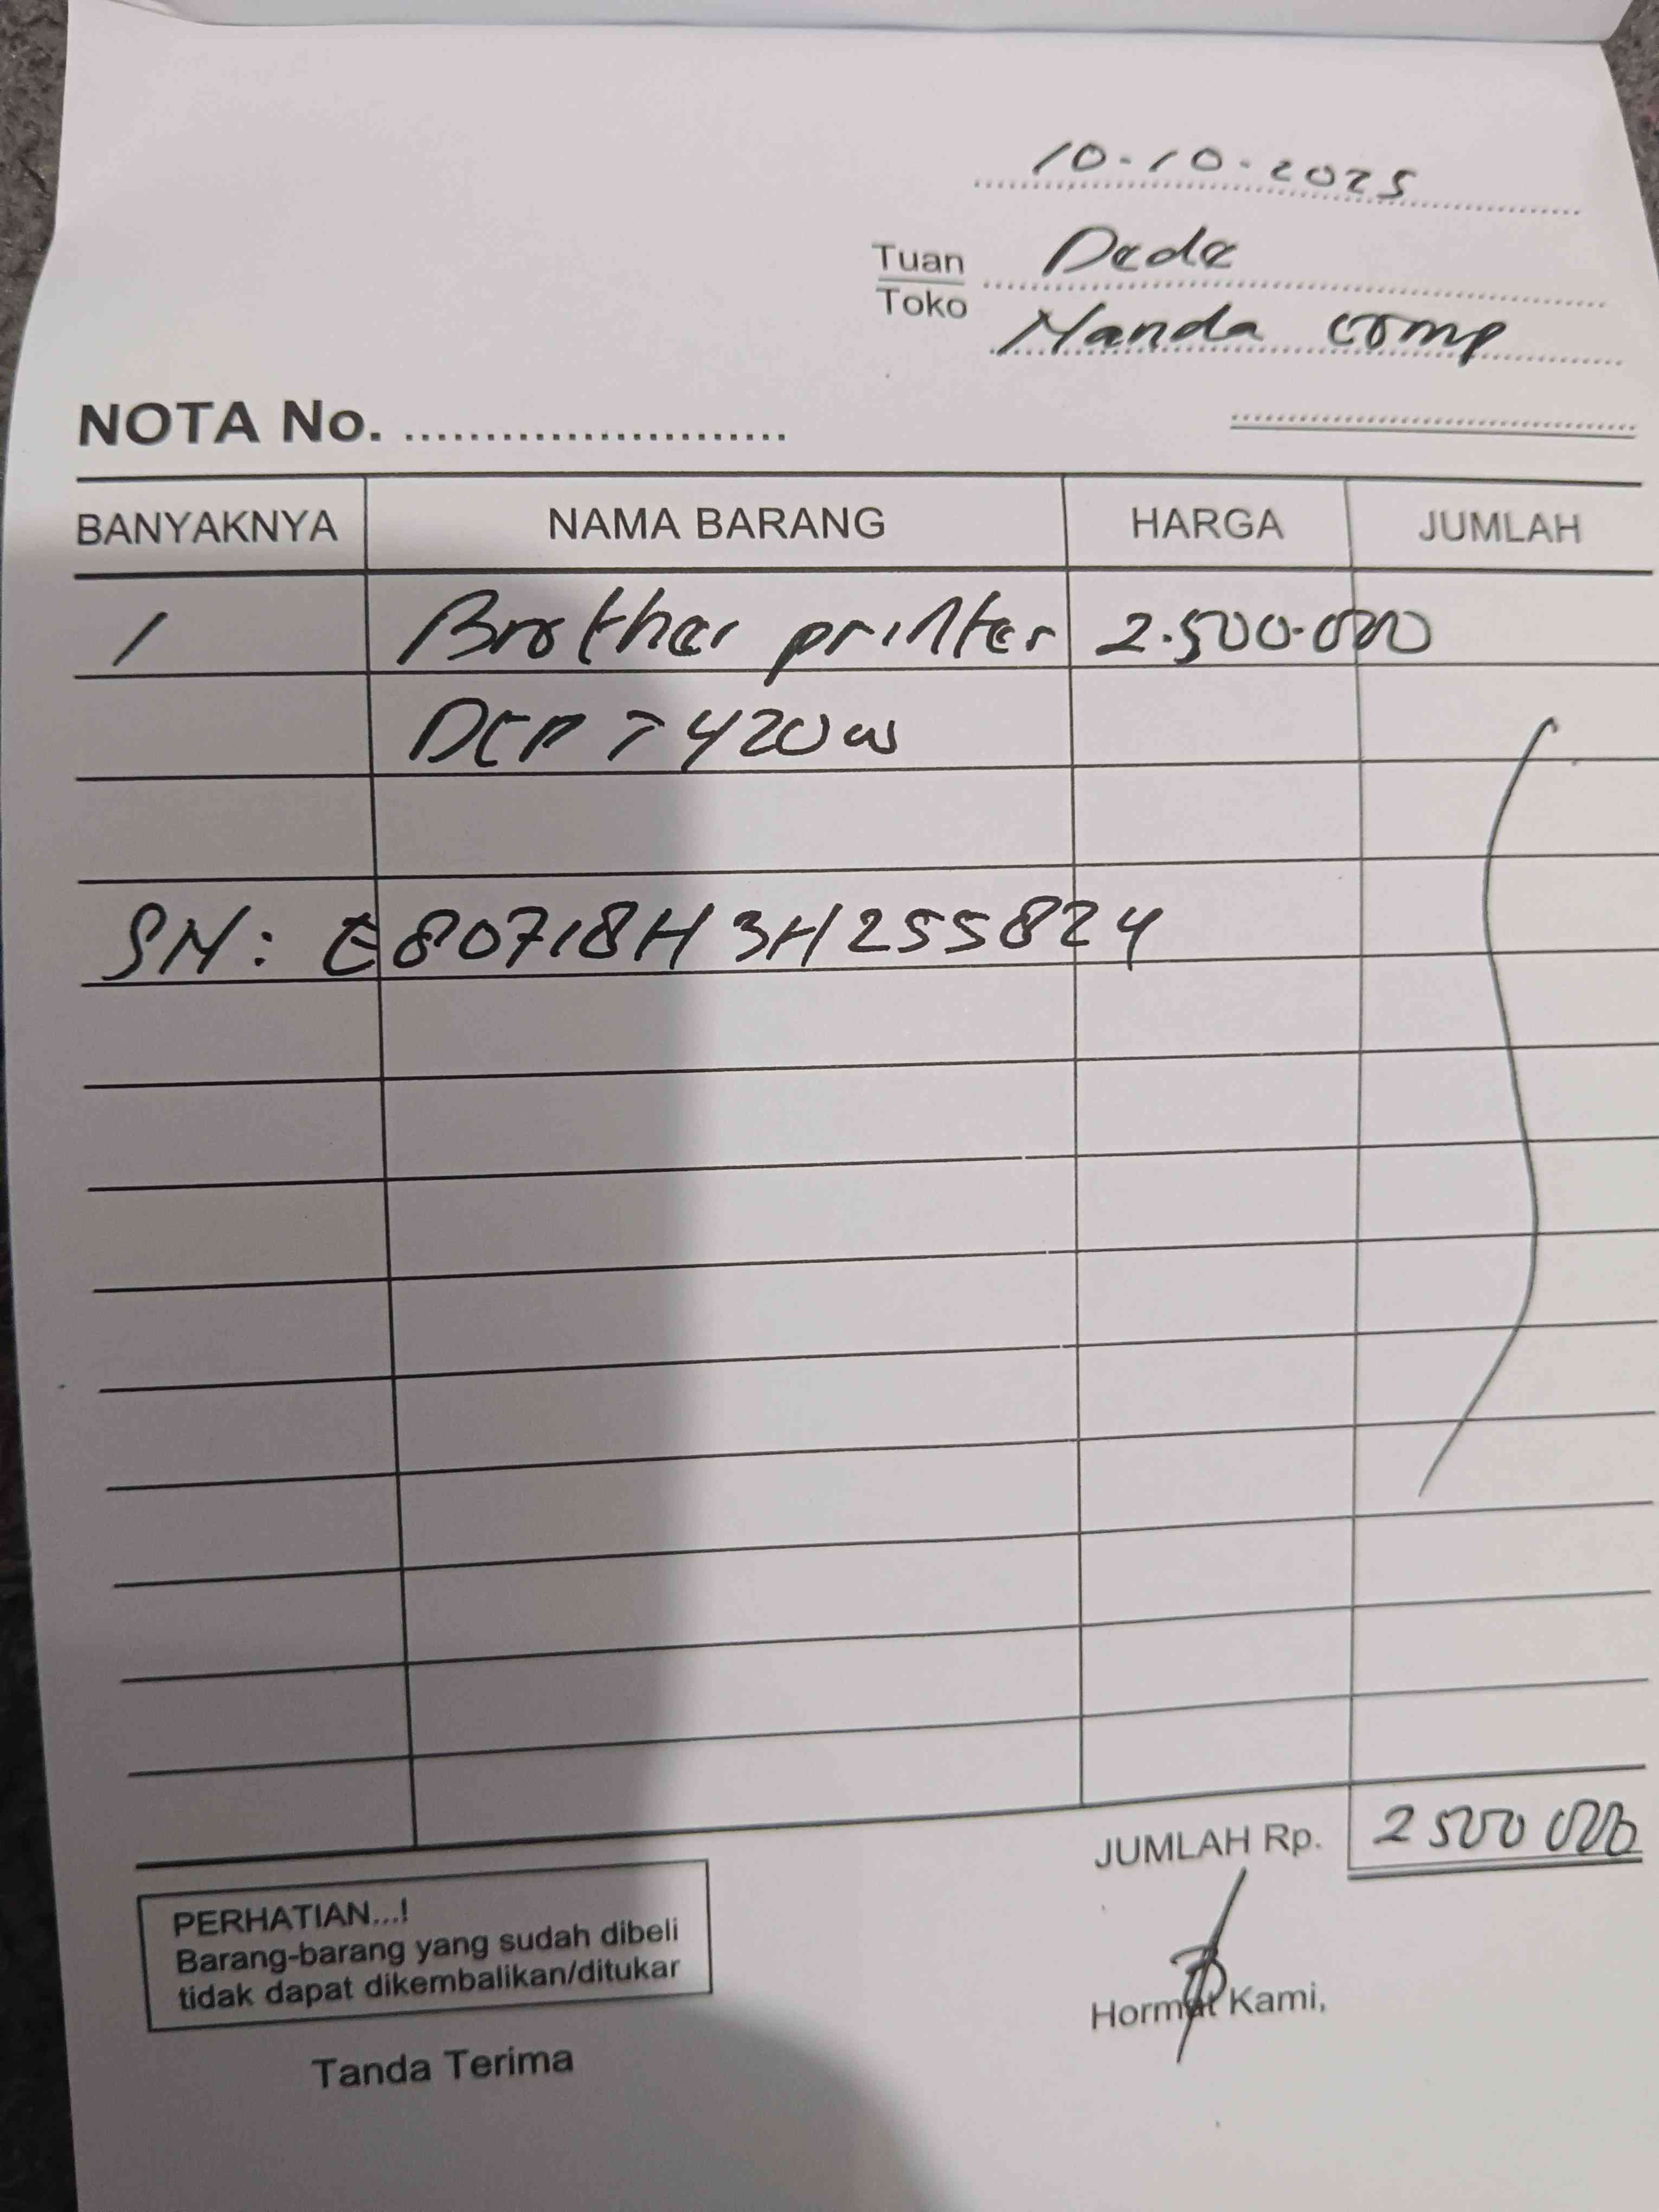 10-10-2025
Tuan Dede
Toko Manda comp
NOTA No. ........................
BANYAKNYA NAMA BARANG HARGA JUMLAH
1 Brother printer 2.500.000
DCP T420w
SN: E80718H3H255824
JUMLAH Rp. 2500 000
PERHATIAN...!
Barang-barang yang sudah dibeli
tidak dapat dikembalikan/ditukar
Hormat Kami,
Tanda Terima